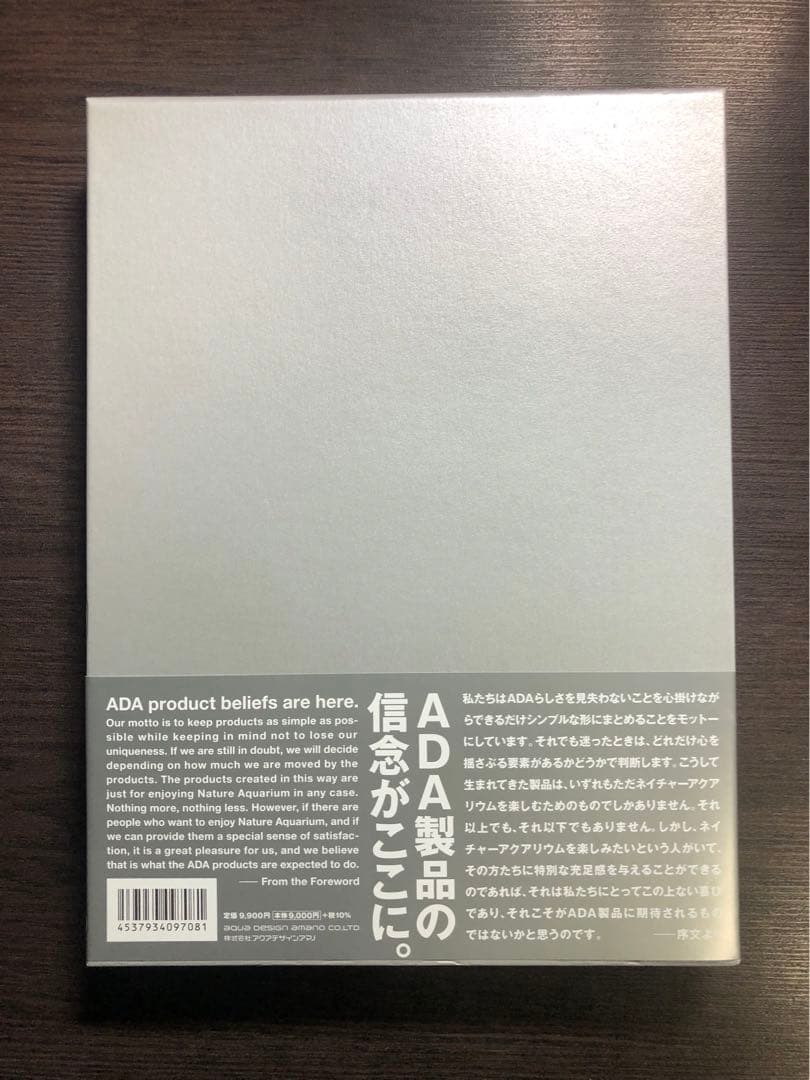 ADA product beliefs are here.
Our motto is to keep products as simple as pos-
sible while keeping in mind not to lose our
uniqueness. If we are still in doubt, we will decide
depending on how much we are moved by the
products. The products created in this way are
just for enjoying Nature Aquarium in any case.
Nothing more, nothing less. However, if there are
people who want to enjoy Nature Aquarium, and if
we can provide them a special sense of satisfac-
tion, it is a great pleasure for us, and we believe
that is what the ADA products are expected to do.
—— From the Foreword
4537934097081
定価 9,900円 本体 9,000円 +税10%
aqua design amano co.,ltd
株式会社アクアデザインアマノ
ADA製品の
信念がここに。
私たちはADAらしさを見失わないことを心掛けなが
らできるだけシンプルな形にまとめることをモットー
にしています。それでも迷ったときは、どれだけ心を
揺さぶる要素があるかどうかで判断します。こうして
生まれてきた製品は、いずれもただネイチャーアクア
リウムを楽しむためのものでしかありません。それ
以上でも、それ以下でもありません。しかし、ネイ
チャーアクアリウムを楽しみたいという人がいて、
その方たちに特別な充足感を与えることができる
のであれば、それは私たちにとってこの上ない喜び
であり、それこそがADA製品に期待されるもの
ではないかと思うのです。 ——序文より